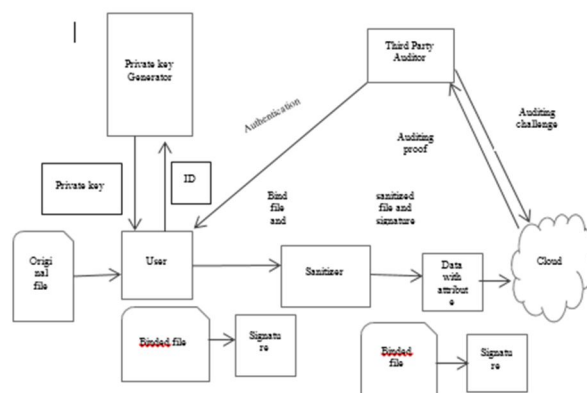 Private key
Generator
Third Party
Auditor
Authentication
Auditing
challenge
Auditing
proof
Private key
ID
Bind
file
and
sanitized
file and
signature
Origi
nal
file
User
Sanitizer
Data
with
attribut
e
Cloud
Binded file
Signatu
re
Binded
file
Signatu
re